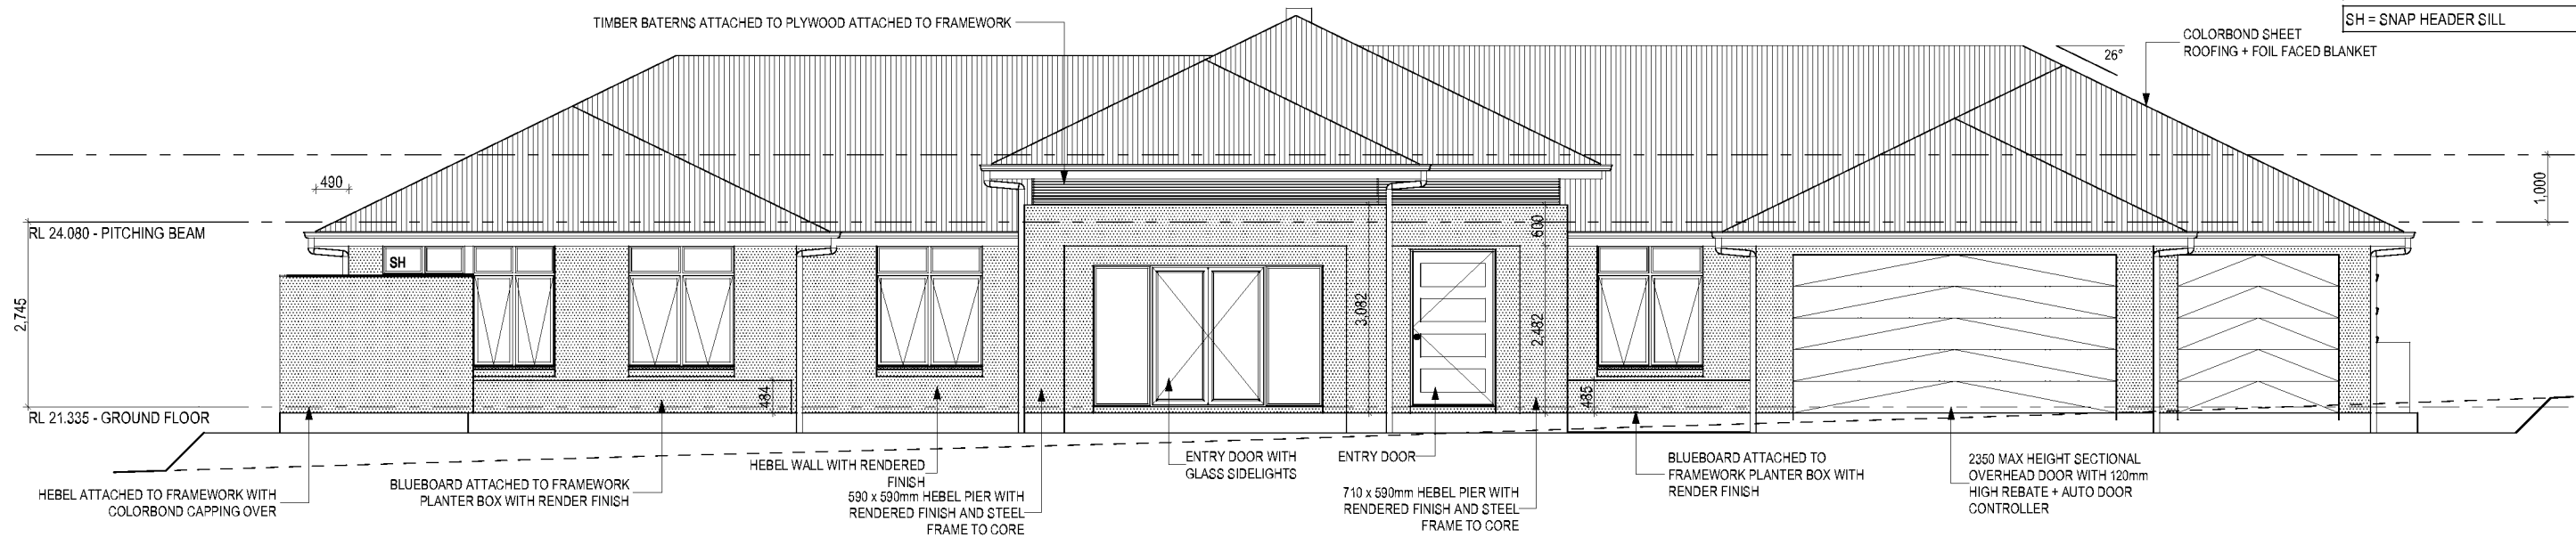 TIMBER BATERNS ATTACHED TO PLYWOOD ATTACHED TO FRAMEWORK
SH = SNAP HEADER SILL
COLORBOND SHEET
ROOFING + FOIL FACED BLANKET
26°
490
1,000
RL 24.080 - PITCHING BEAM
600
SH
2,745
3,082
2,482
484
485
RL 21.335 - GROUND FLOOR
HEBEL ATTACHED TO FRAMEWORK WITH
COLORBOND CAPPING OVER
BLUEBOARD ATTACHED TO FRAMEWORK
PLANTER BOX WITH RENDER FINISH
HEBEL WALL WITH RENDERED
FINISH
590 x 590mm HEBEL PIER WITH
RENDERED FINISH AND STEEL
FRAME TO CORE
ENTRY DOOR WITH
GLASS SIDELIGHTS
ENTRY DOOR
710 x 590mm HEBEL PIER WITH
RENDERED FINISH AND STEEL
FRAME TO CORE
BLUEBOARD ATTACHED TO
FRAMEWORK PLANTER BOX WITH
RENDER FINISH
2350 MAX HEIGHT SECTIONAL
OVERHEAD DOOR WITH 120mm
HIGH REBATE + AUTO DOOR
CONTROLLER